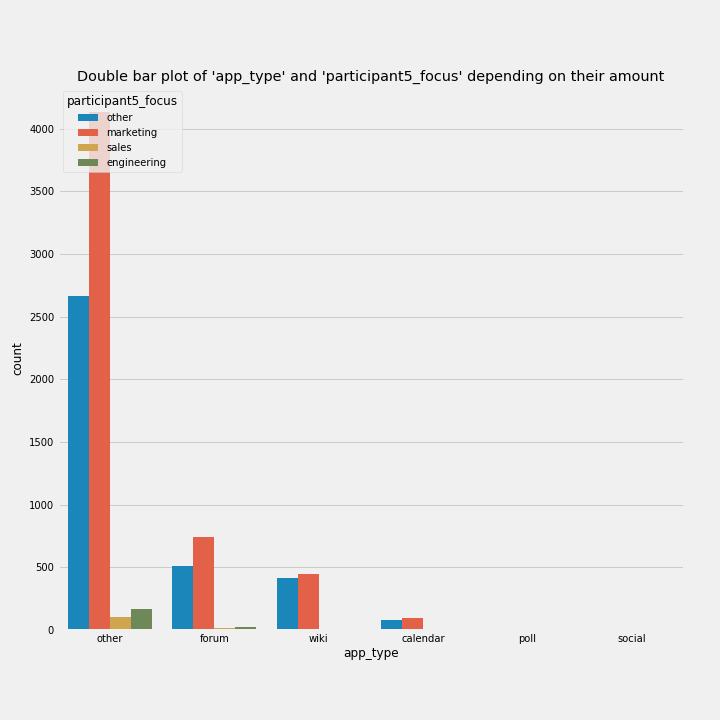 Double bar plot of 'app_type' and 'participant5_focus' depending on their amount
participant5_focus
other
marketing
sales
engineering
4000
3500
3000
2500
2000
1500
1000
500
0
count
other forum wiki calendar poll social
app_type